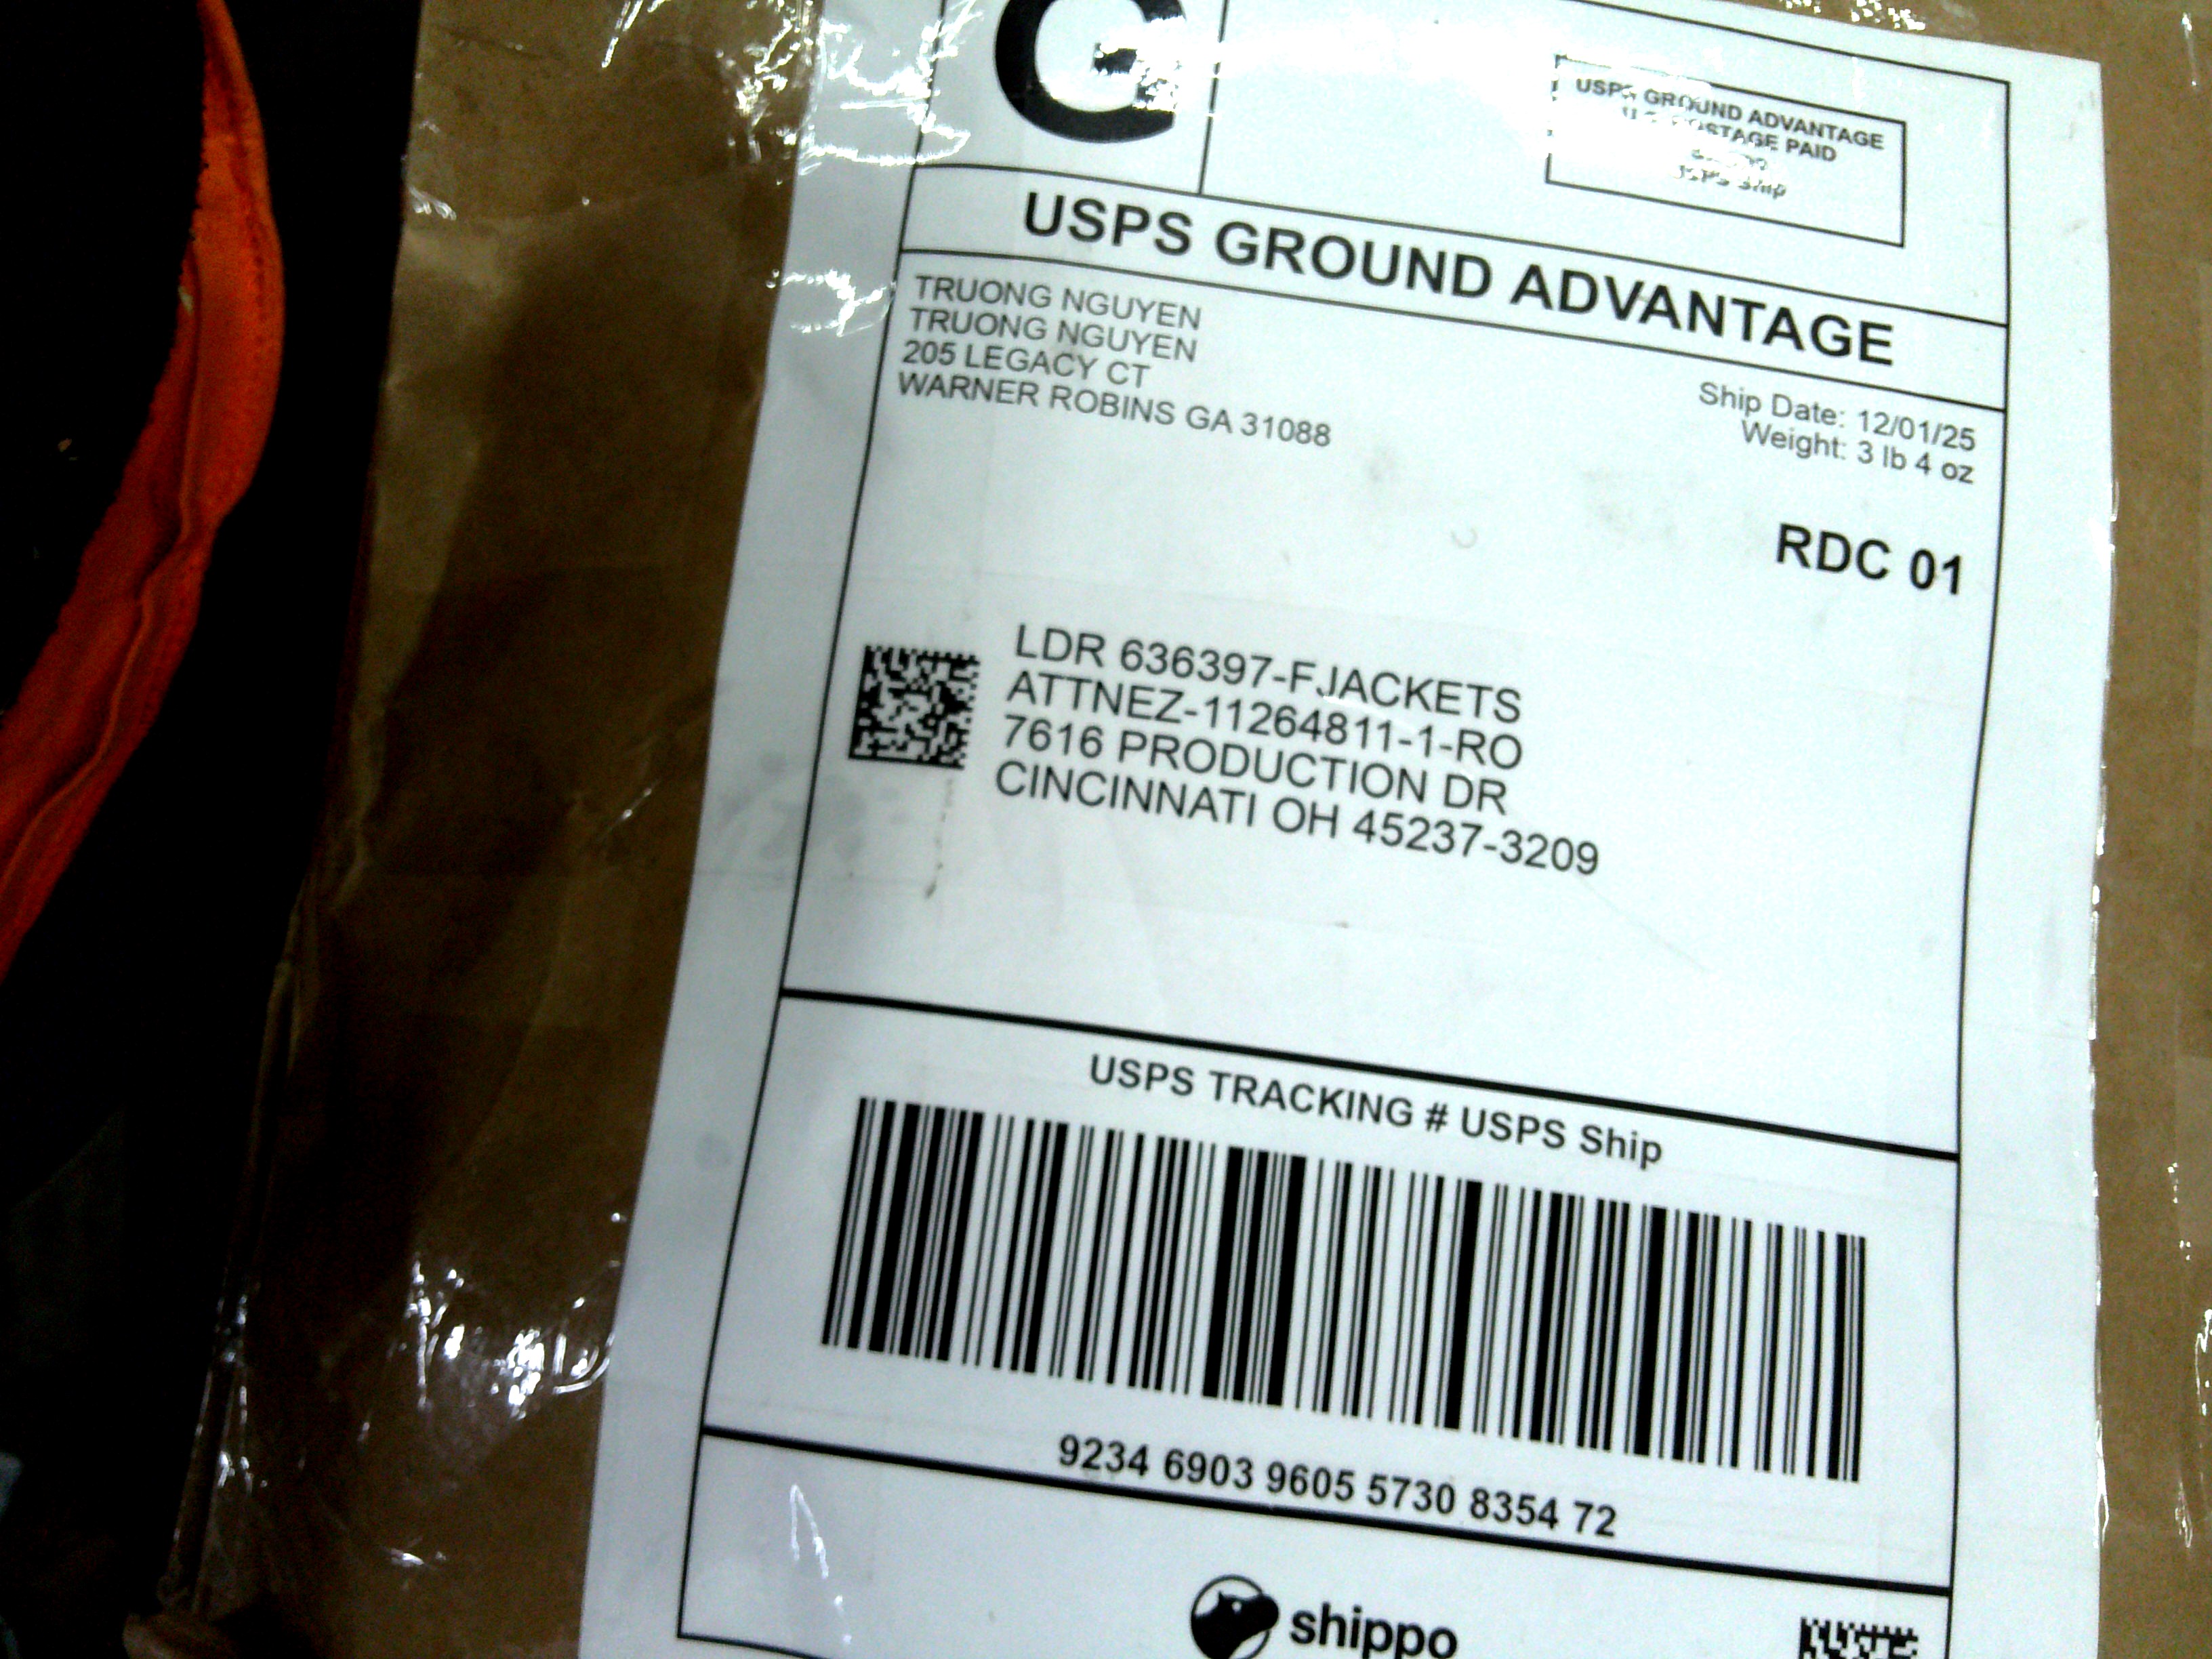 G
USPS GROUND ADVANTAGE
U.S. POSTAGE PAID
USPS Ship
USPS GROUND ADVANTAGE
TRUONG NGUYEN
TRUONG NGUYEN
205 LEGACY CT
WARNER ROBINS GA 31088
Ship Date: 12/01/25
Weight: 3 lb 4 oz
RDC 01
LDR 636397-FJACKETS
ATTNEZ-11264811-1-RO
7616 PRODUCTION DR
CINCINNATI OH 45237-3209
USPS TRACKING # USPS Ship
9234 6903 9605 5730 8354 72
shippo